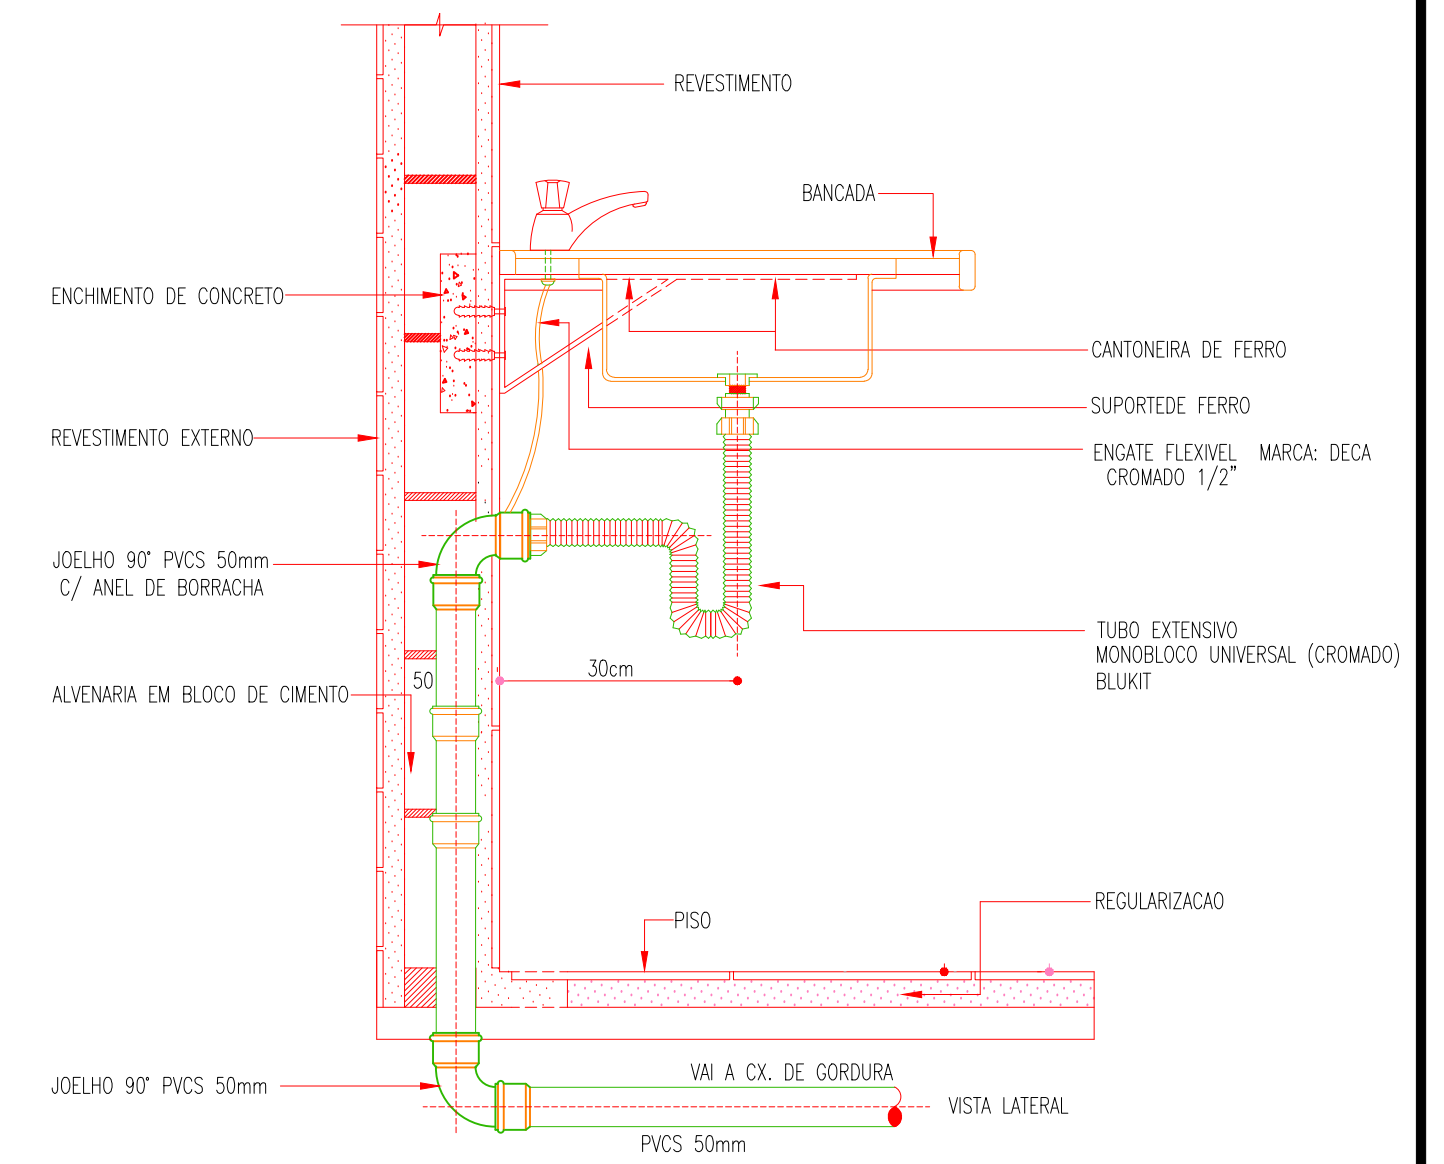 REVESTIMENTO
BANCADA
ENCHIMENTO DE CONCRETO
CANTONEIRA DE FERRO
SUPORTEDE FERRO
REVESTIMENTO EXTERNO
ENGATE FLEXIVEL MARCA: DECA
CROMADO 1/2"
JOELHO 90° PVCS 50mm
C/ ANEL DE BORRACHA
TUBO EXTENSIVO
MONOBLOCO UNIVERSAL (CROMADO)
BLUKIT
30cm
50
ALVENARIA EM BLOCO DE CIMENTO
REGULARIZACAO
PISO
VAI A CX. DE GORDURA
JOELHO 90° PVCS 50mm
VISTA LATERAL
PVCS 50mm